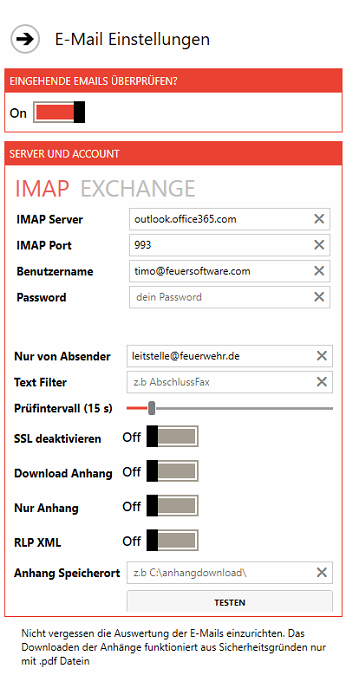 E-Mail Einstellungen
EINGEHENDE EMAILS ÜBERPRÜFEN?
On
SERVER UND ACCOUNT
IMAP EXCHANGE
IMAP Server outlook.office365.com
IMAP Port 993
Benutzername timo@feuersoftware.com
Password dein Password
Nur von Absender leitstelle@feuerwehr.de
Text Filter z.b AbschlussFax
Prüfintervall (15 s)
SSL deaktivieren Off
Download Anhang Off
Nur Anhang Off
RLP XML Off
Anhang Speicherort z.b C:\anhangdownload\
TESTEN
Nicht vergessen die Auswertung der E-Mails einzurichten. Das
Downloaden der Anhänge funktioniert aus Sicherheitsgründen nur
mit .pdf Datein